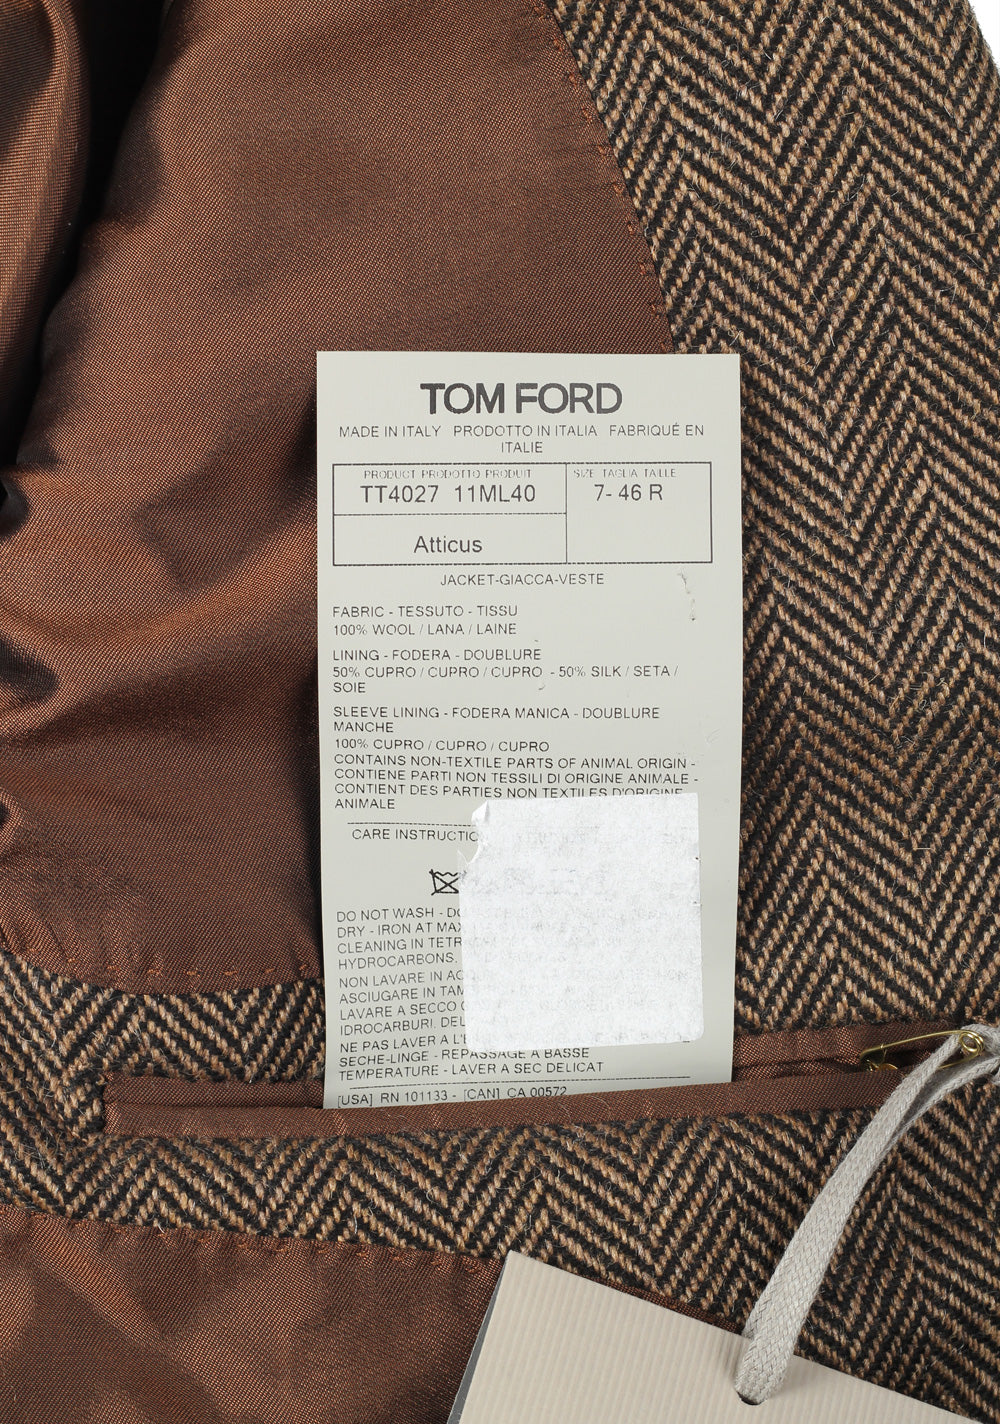 TOM FORD
MADE IN ITALY PRODOTTO IN ITALIA FABRIQUÉ EN
ITALIE
PRODUCT PRODOTTO PRODUIT
TT4027 11ML40
SIZE TAGLIA TAILLE
7- 46 R
Atticus
JACKET-GIACCA-VESTE
FABRIC - TESSUTO - TISSU
100% WOOL / LANA / LAINE
LINING - FODERA - DOUBLURE
50% CUPRO / CUPRO / CUPRO - 50% SILK / SETA /
SOIE
SLEEVE LINING - FODERA MANICA - DOUBLURE
MANCHE
100% CUPRO / CUPRO / CUPRO
CONTAINS NON-TEXTILE PARTS OF ANIMAL ORIGIN -
CONTIENE PARTI NON TESSILI DI ORIGINE ANIMALE -
CONTIENT DES PARTIES NON TEXTILES D'ORIGINE
ANIMALE
CARE INSTRUCTIO
DO NOT WASH - DO
DRY - IRON AT MAX
CLEANING IN TETR
HYDROCARBONS.
NON LAVARE IN AC
ASCIUGARE IN TAM
LAVARE A SECCO
IDROCARBURI. DEL
NE PAS LAVER A L'E
SECHE-LINGE - REPASSAGE A BASSE
TEMPERATURE - LAVER A SEC DELICAT
[USA] RN 101133 - [CAN] CA 00572